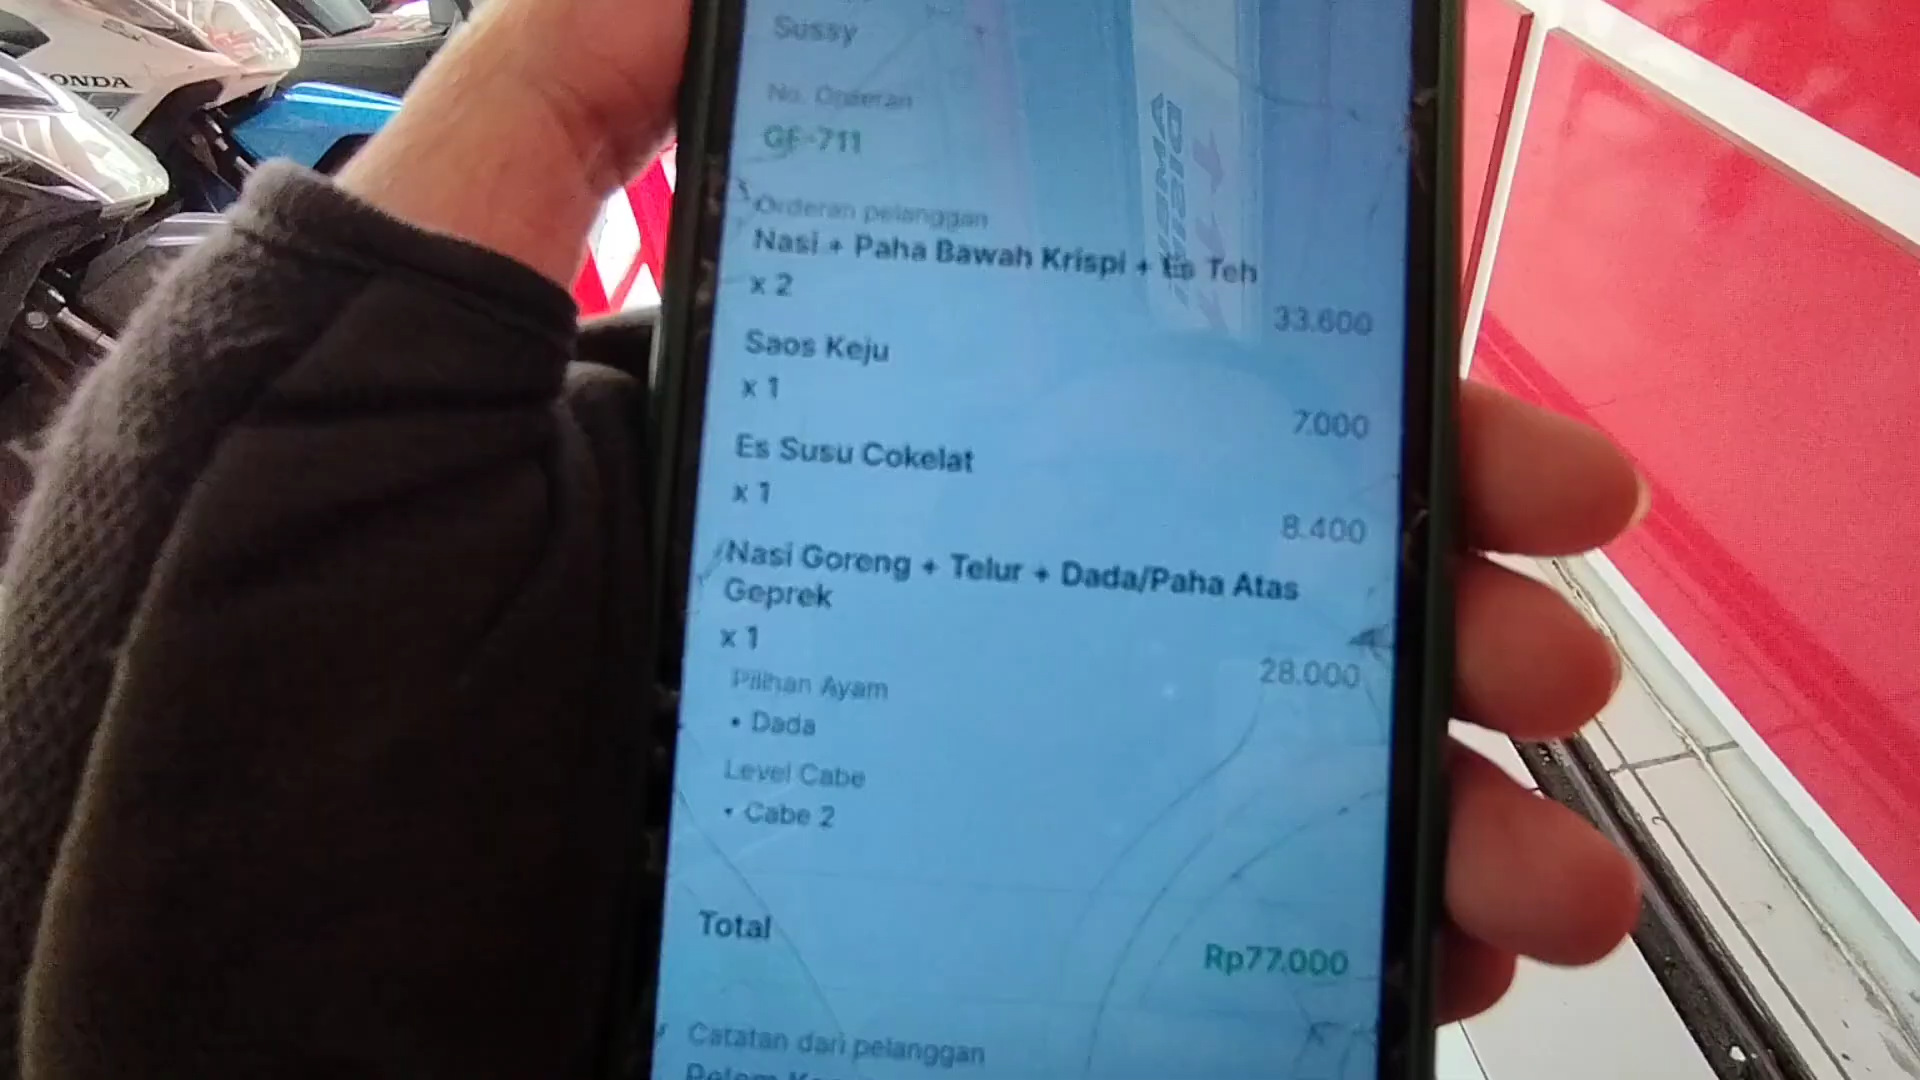 HONDA
Sussy
No. Orderan
GF-711
Orderan pelanggan
Nasi + Paha Bawah Krispi + Es Teh
x 2
33.600
Saos Keju
x 1
7.000
Es Susu Cokelat
x 1
8.400
Nasi Goreng + Telur + Dada/Paha Atas
Geprek
x 1
28.000
Pilihan Ayam
• Dada
Level Cabe
• Cabe 2
Total
Rp77.000
Catatan dari pelanggan